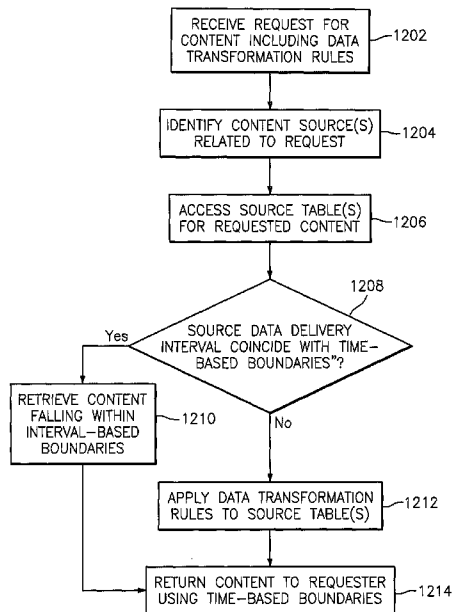 RECEIVE REQUEST FOR
CONTENT INCLUDING DATA
TRANSFORMATION RULES
1202
IDENTIFY CONTENT SOURCE(S)
RELATED TO REQUEST
1204
ACCESS SOURCE TABLE(S)
FOR REQUESTED CONTENT
1206
1208
SOURCE DATA DELIVERY
INTERVAL COINCIDE WITH TIME-
BASED BOUNDARIES"?
Yes
No
RETRIEVE CONTENT
FALLING WITHIN
INTERVAL-BASED
BOUNDARIES
1210
APPLY DATA TRANSFORMATION
RULES TO SOURCE TABLE(S)
1212
RETURN CONTENT TO REQUESTER
USING TIME-BASED BOUNDARIES
1214